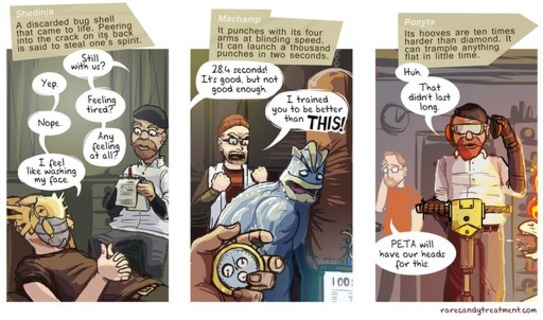 Shedinja
A discarded bug shell
that came to life. Peering
into the crack on its back
is said to steal one's spirit.
Still
with us?
Yep.
Feeling
tired?
Nope.
Any
feeling
at all?
I feel
like washing
my face.
Machamp
It punches with its four
arms at blinding speed.
It can launch a thousand
punches in two seconds.
28.4 seconds!
It's good, but not
good enough.
I trained
you to be better
than THIS!
100
Ponyta
Its hooves are ten times
harder than diamond. It
can trample anything
flat in little time.
Huh.
That
didn't last
long.
PETA will
have our heads
for this.
rarecandytreatment.com